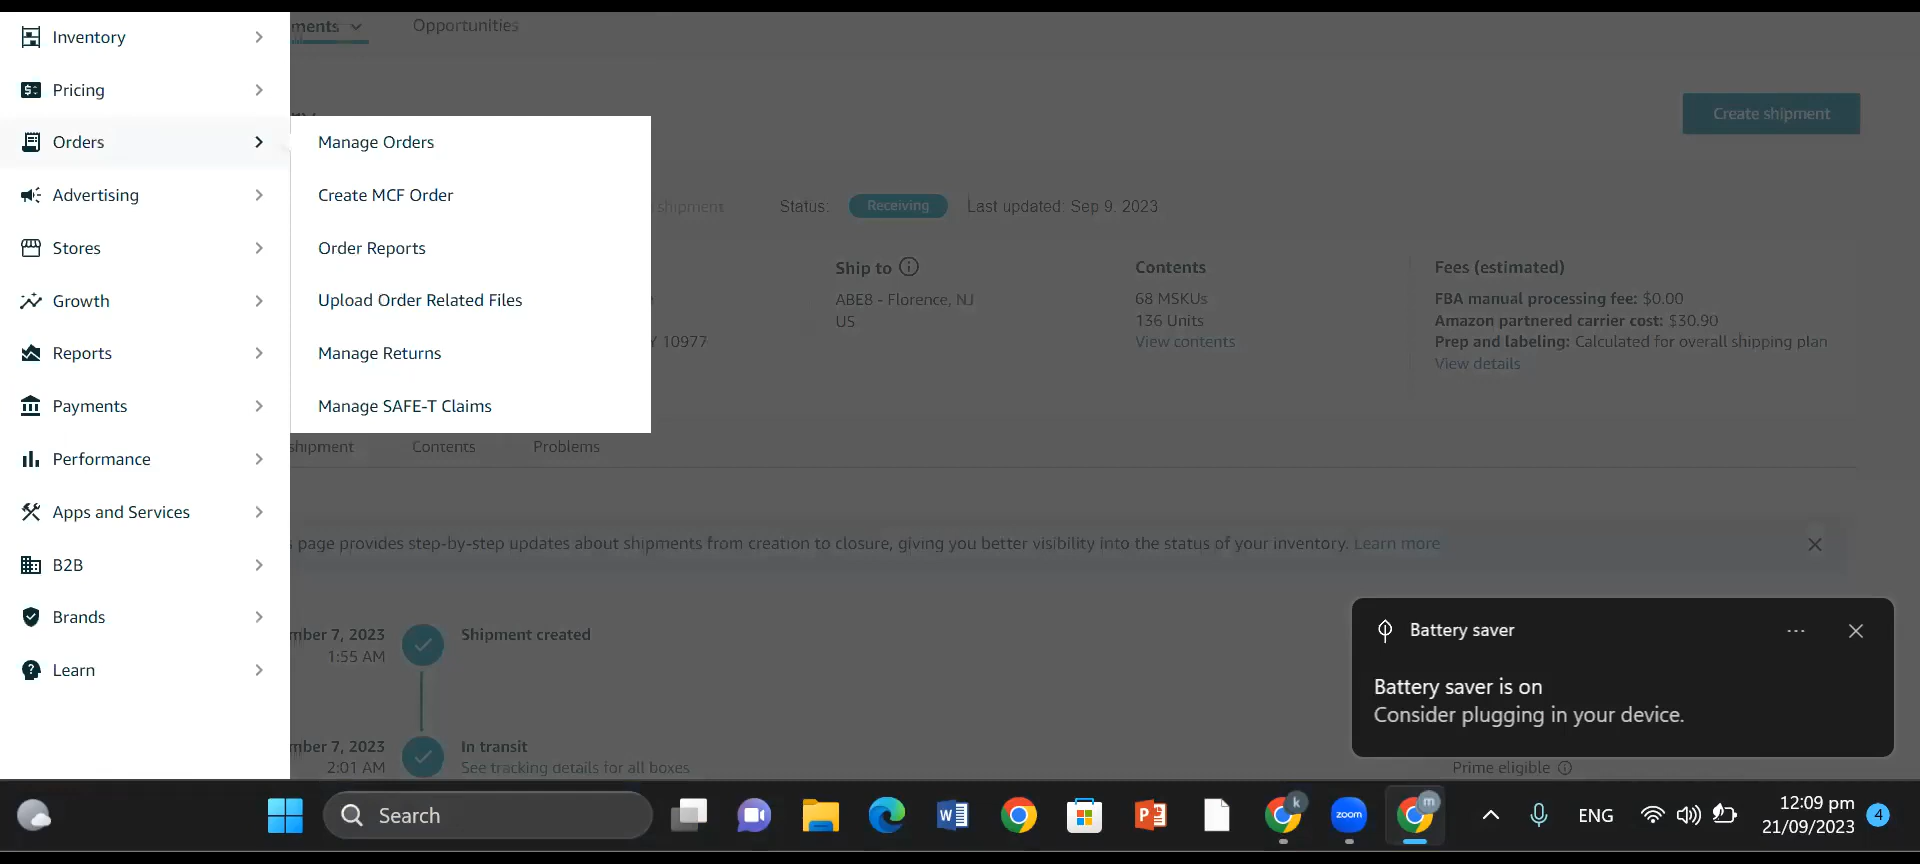 Inventory
Pricing
Orders
Advertising
Stores
Growth
Reports
Payments
Performance
Apps and Services
B2B
Brands
Learn
Manage Orders
Create MCF Order
Order Reports
Upload Order Related Files
Manage Returns
Manage SAFE-T Claims
Opportunities
Create shipment
shipment
Status: Receiving Last updated: Sep 9, 2023
Ship to
ABE8 - Florence, NJ
US
10977
Contents
68 MSKUs
136 Units
View contents
Fees (estimated)
FBA manual processing fee: $0.00
Amazon partnered carrier cost: $30.90
Prep and labeling: Calculated for overall shipping plan
View details
shipment Contents Problems
page provides step-by-step updates about shipments from creation to closure, giving you better visibility into the status of your inventory. Learn more
mber 7, 2023
1:55 AM
Shipment created
mber 7, 2023
2:01 AM
In transit
See tracking details for all boxes
Prime eligible
Battery saver
Battery saver is on
Consider plugging in your device.
Search
k
zoom
m
ENG
12:09 pm
21/09/2023
4